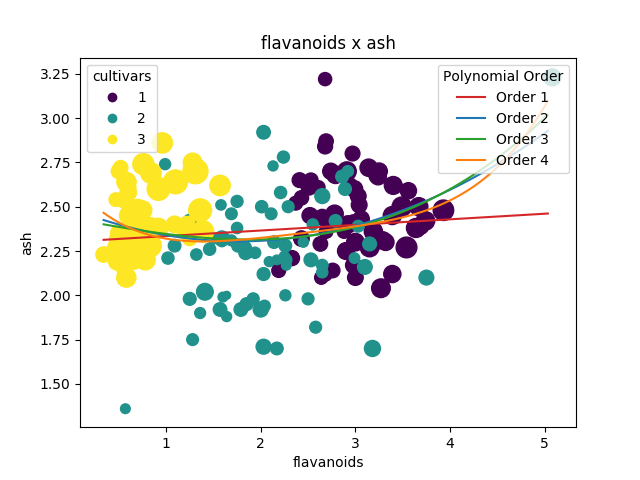 flavanoids x ash
cultivars
1
2
3
Polynomial Order
Order 1
Order 2
Order 3
Order 4
3.25
3.00
2.75
2.50
2.25
2.00
1.75
1.50
ash
1 2 3 4 5
flavanoids